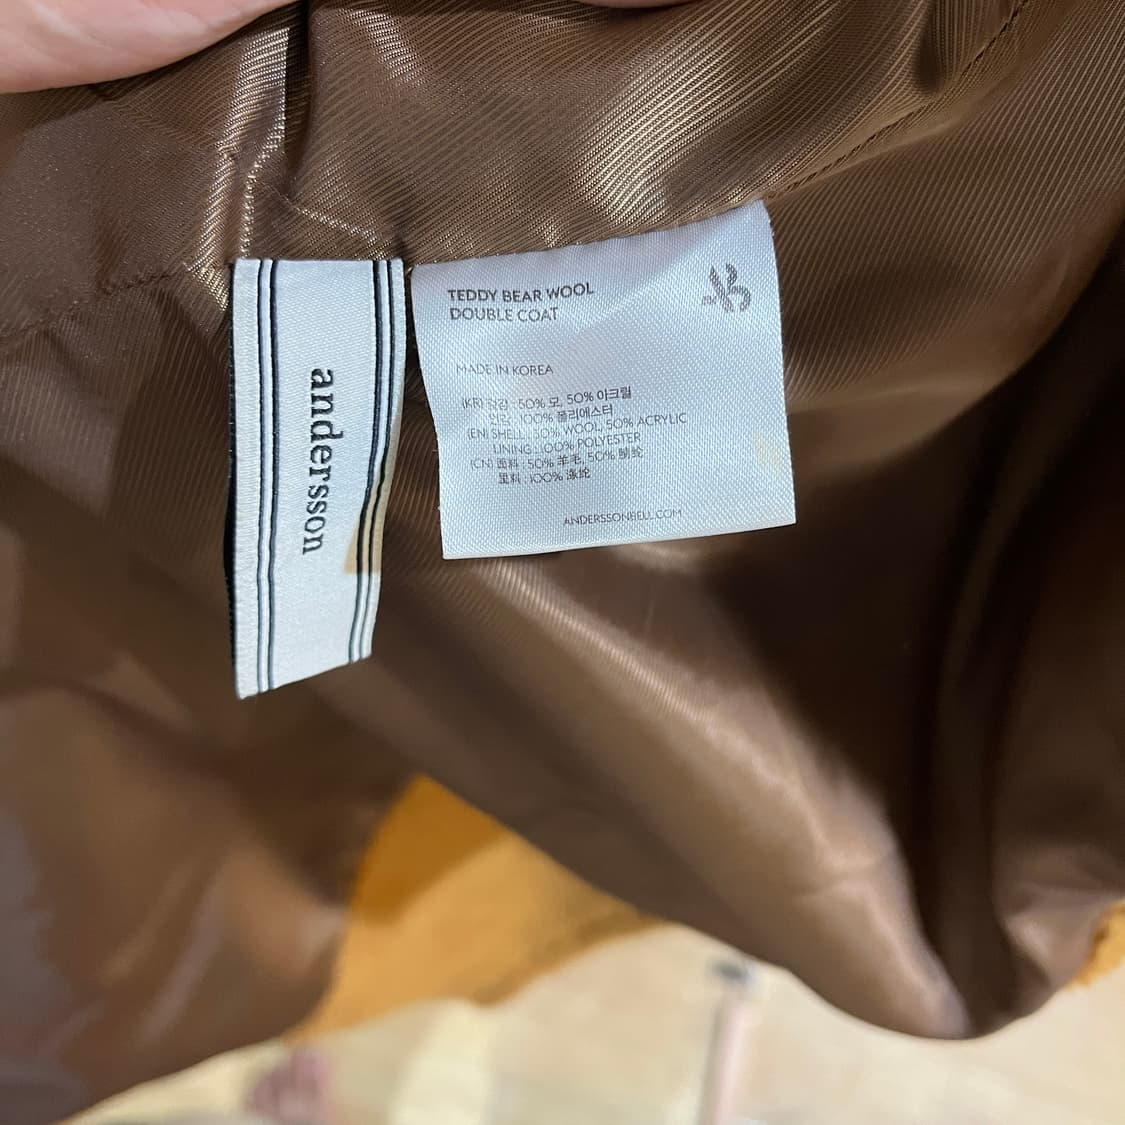 andersson
TEDDY BEAR WOOL
DOUBLE COAT
MADE IN KOREA
(KR) 겉감 : 50% 모, 50% 아크릴
안감 : 100% 폴리에스터
(EN) SHELL : 50% WOOL, 50% ACRYLIC
LINING : 100% POLYESTER
(CN) 面料 : 50% 羊毛, 50% 腈纶
里料 : 100% 涤纶
ANDERSSONBELL.COM